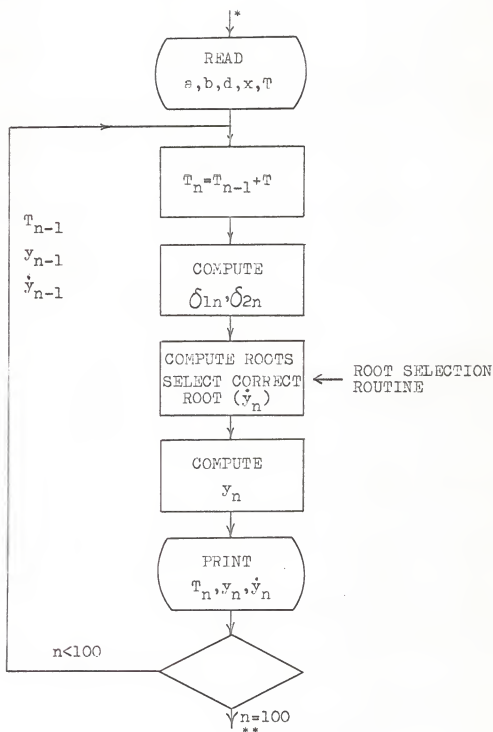 *
READ
a,b,d,x,T
Tₙ=Tₙ₋₁+T
Tₙ₋₁
yₙ₋₁
ẏₙ₋₁
COMPUTE
δ1n,δ2n
COMPUTE ROOTS
SELECT CORRECT
ROOT (ẏₙ)
ROOT SELECTION
ROUTINE
COMPUTE
yₙ
PRINT
Tₙ,yₙ,ẏₙ
n<100
n=100
**